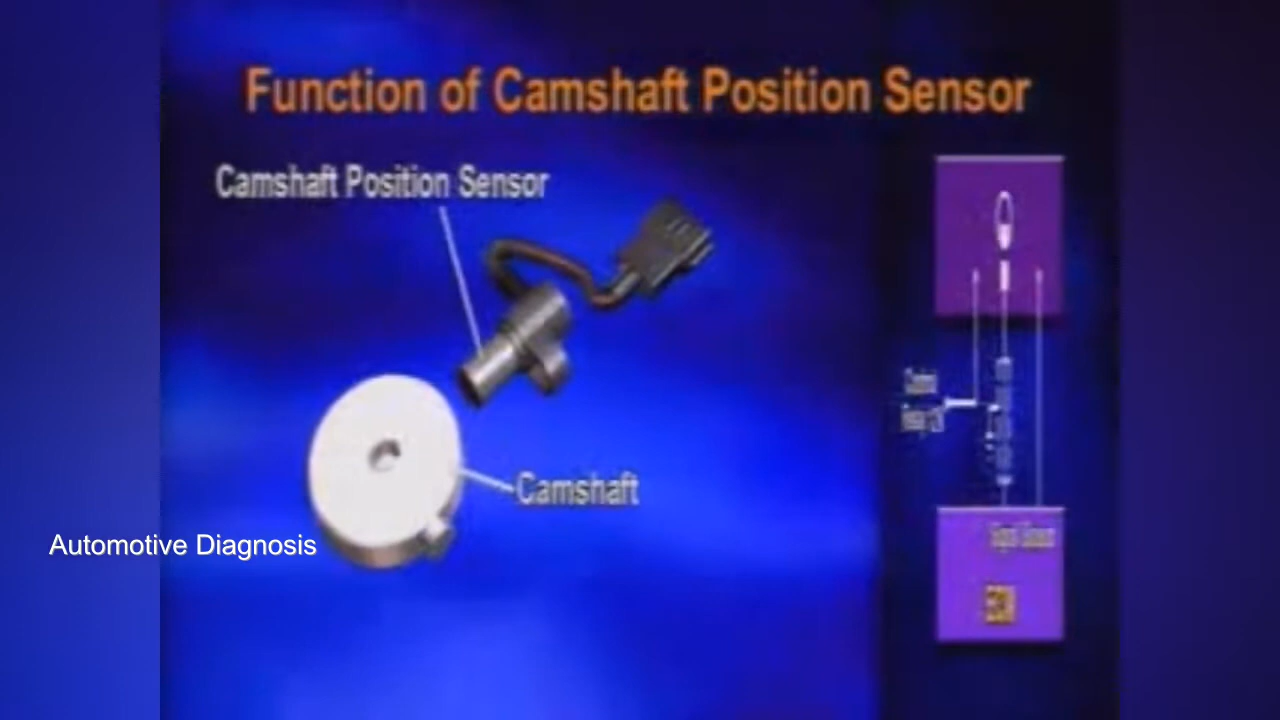 Function of Camshaft Position Sensor
Camshaft Position Sensor
Camshaft
Automotive Diagnosis